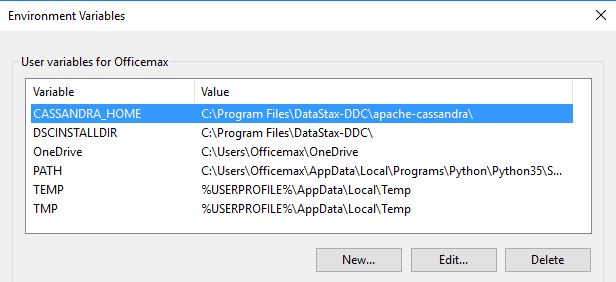 Environment Variables
User variables for Officemax
Variable Value
CASSANDRA_HOME C:\Program Files\DataStax-DDC\apache-cassandra\
DSCINSTALLDIR C:\Program Files\DataStax-DDC\
OneDrive C:\Users\Officemax\OneDrive
PATH C:\Users\Officemax\AppData\Local\Programs\Python\Python35\S...
TEMP %USERPROFILE%\AppData\Local\Temp
TMP %USERPROFILE%\AppData\Local\Temp
New... Edit... Delete